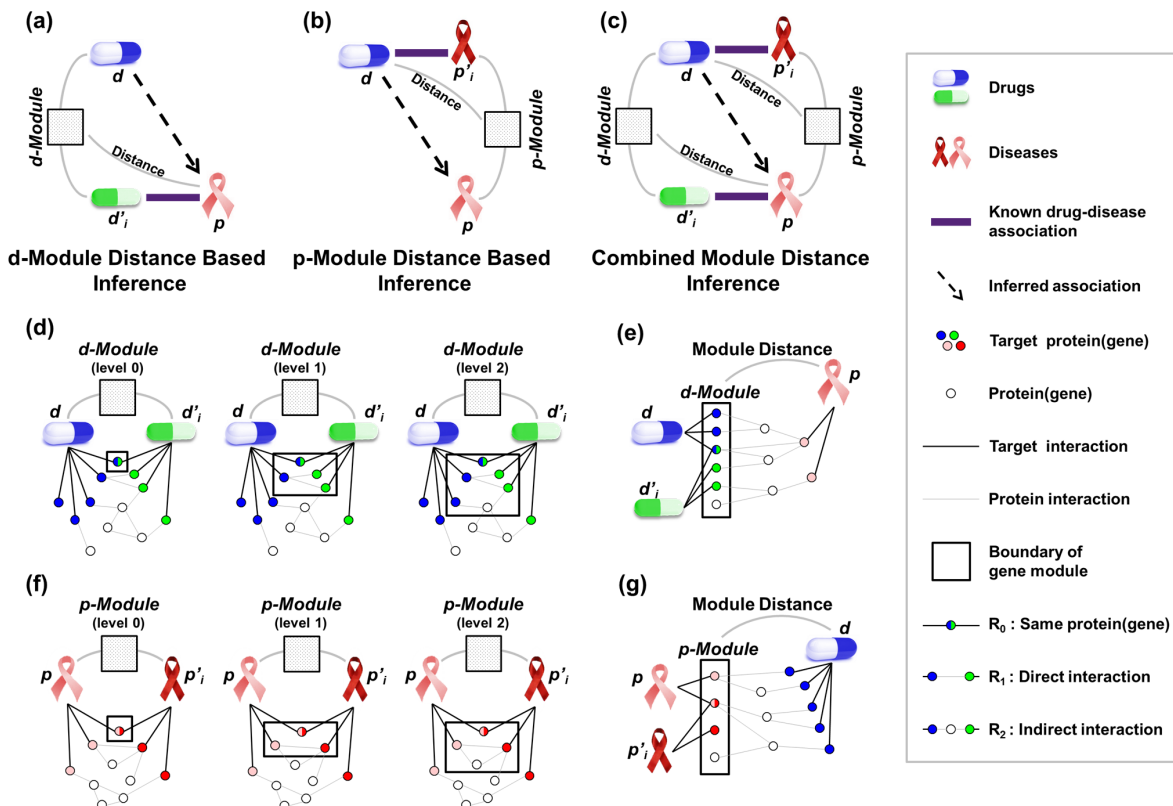 (a)
d
d-Module
Distance
d'i
p
d-Module Distance Based
Inference
(b)
d
p'i
Distance
p-Module
p
p-Module Distance Based
Inference
(c)
d
p'i
Distance
d-Module
p-Module
Distance
d'i
p
Combined Module Distance
Inference
(d)
d-Module
(level 0)
d
d'i
d-Module
(level 1)
d
d'i
d-Module
(level 2)
d
d'i
(e)
Module Distance
d-Module
p
d
d'i
(f)
p-Module
(level 0)
p
p'i
p-Module
(level 1)
p
p'i
p-Module
(level 2)
p
p'i
(g)
Module Distance
d
p-Module
p
p'i
Drugs
Diseases
Known drug-disease
association
Inferred association
Target protein(gene)
Protein(gene)
Target interaction
Protein interaction
Boundary of
gene module
R0 : Same protein(gene)
R1 : Direct interaction
R2 : Indirect interaction